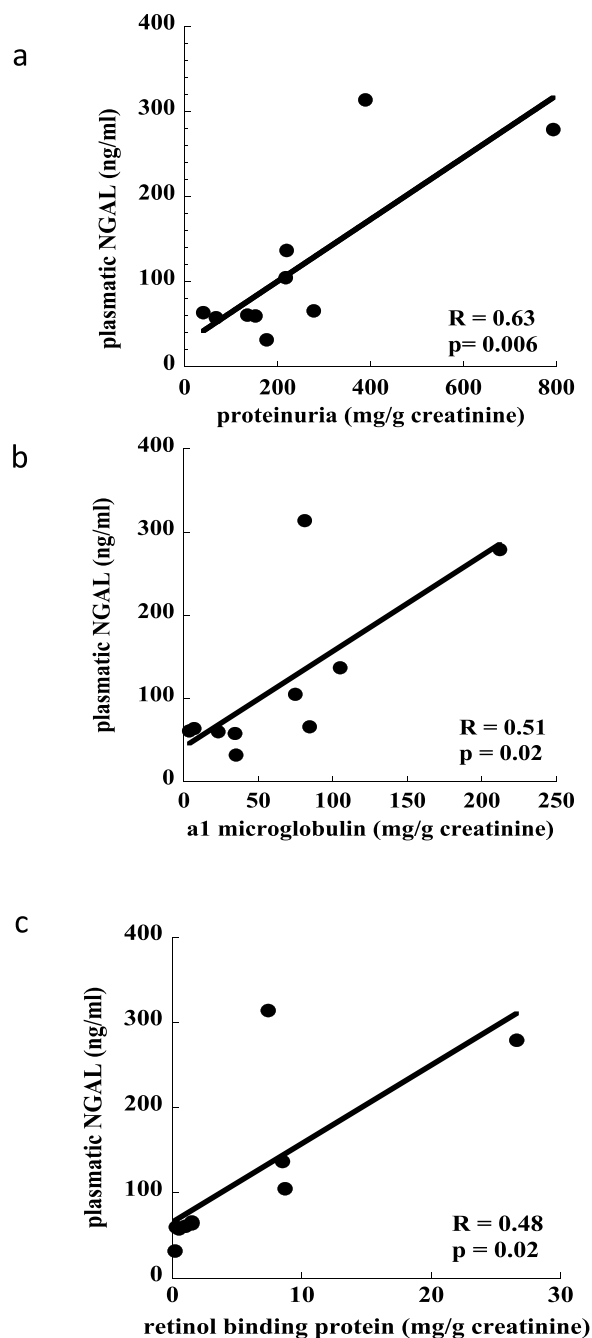 a
400
300
200
100
0
plasmatic NGAL (ng/ml)
R = 0.63
p= 0.006
0 200 400 600 800
proteinuria (mg/g creatinine)
b
400
300
200
100
0
plasmatic NGAL (ng/ml)
R = 0.51
p = 0.02
0 50 100 150 200 250
a1 microglobulin (mg/g creatinine)
c
400
300
200
100
0
plasmatic NGAL (ng/ml)
R = 0.48
p = 0.02
0 10 20 30
retinol binding protein (mg/g creatinine)